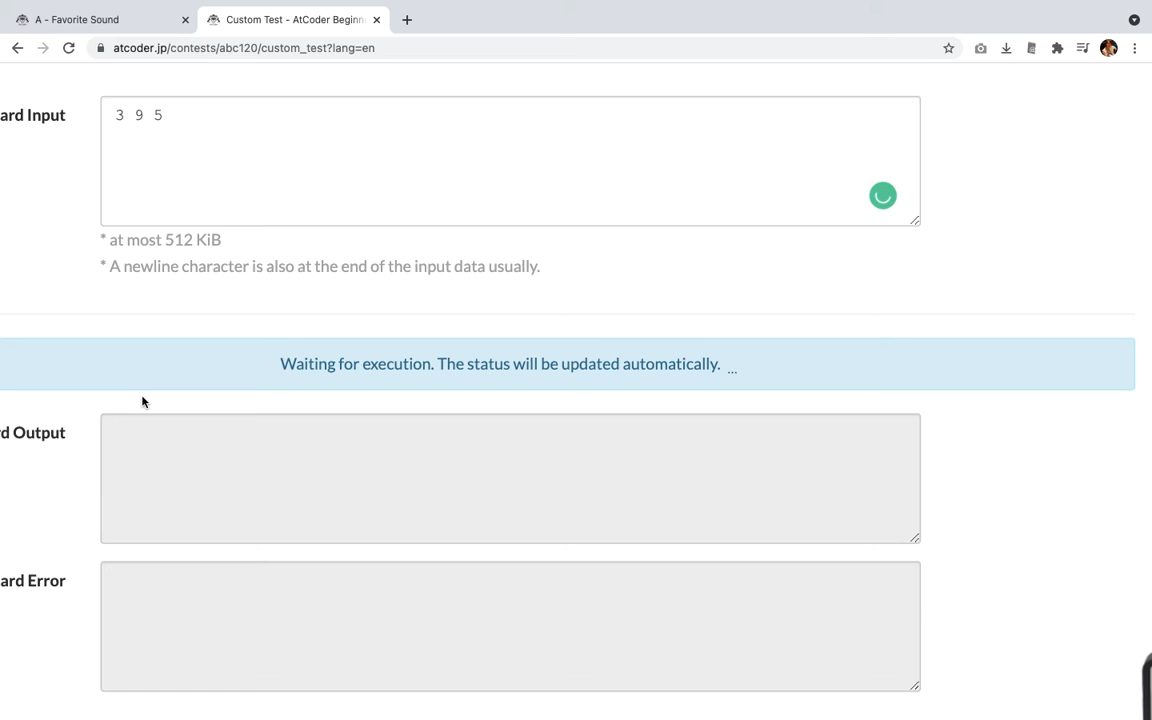 A - Favorite Sound
Custom Test - AtCoder Beginn
atcoder.jp/contests/abc120/custom_test?lang=en
ard Input
3 9 5
* at most 512 KiB
* A newline character is also at the end of the input data usually.
Waiting for execution. The status will be updated automatically. ...
rd Output
ard Error